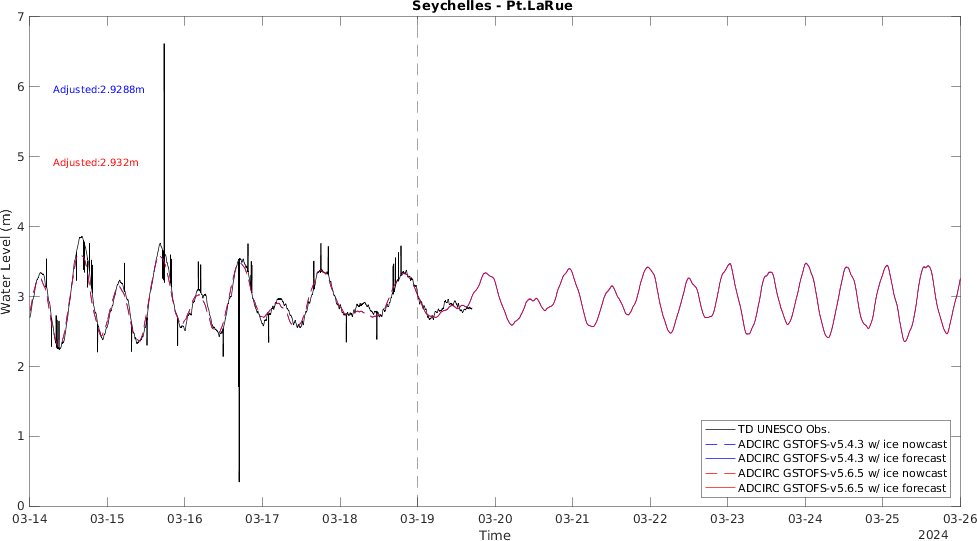 Seychelles - Pt.LaRue
7
6
5
4
3
2
1
0
Water Level (m)
Adjusted:2.9288m
Adjusted:2.932m
TD UNESCO Obs.
ADCIRC GSTOFS-v5.4.3 w/ ice nowcast
ADCIRC GSTOFS-v5.4.3 w/ ice forecast
ADCIRC GSTOFS-v5.6.5 w/ ice nowcast
ADCIRC GSTOFS-v5.6.5 w/ ice forecast
03-14 03-15 03-16 03-17 03-18 03-19 03-20 03-21 03-22 03-23 03-24 03-25 03-26
Time
2024